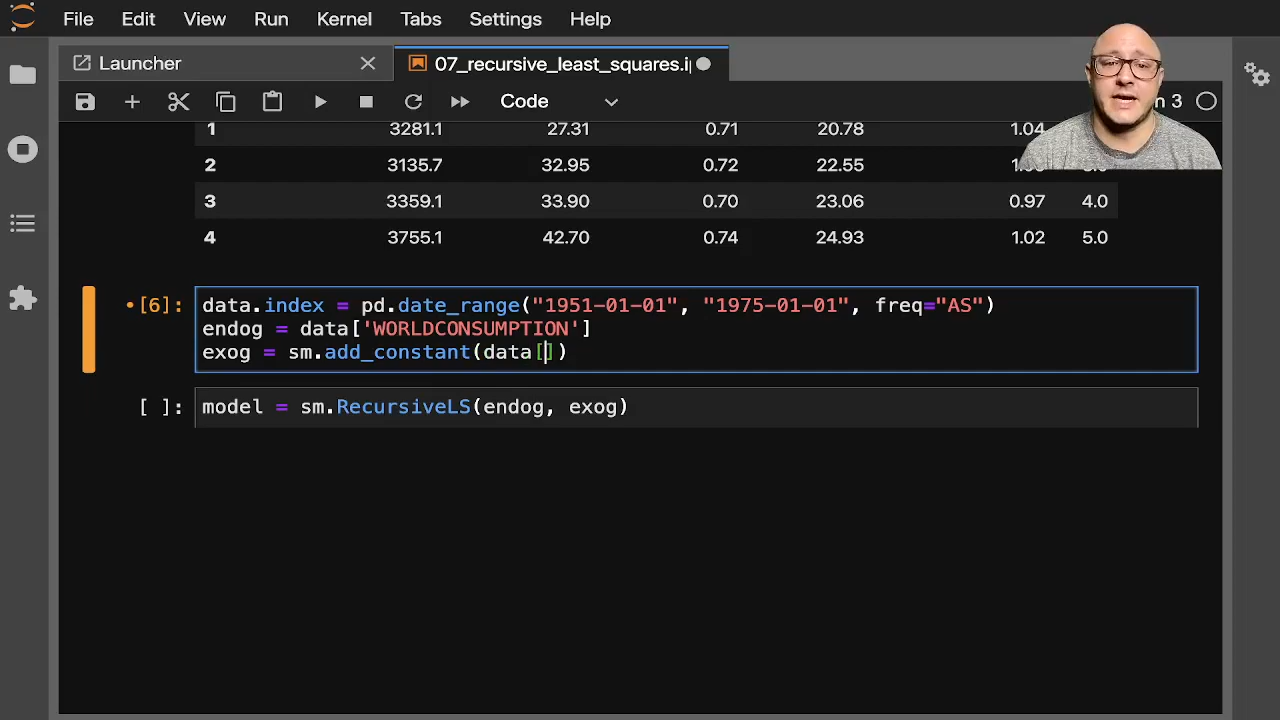 File Edit View Run Kernel Tabs Settings Help
Launcher 07_recursive_least_squares.i
Code n 3
1 3281.1 27.31 0.71 20.78 1.04
2 3135.7 32.95 0.72 22.55
3 3359.1 33.90 0.70 23.06 0.97 4.0
4 3755.1 42.70 0.74 24.93 1.02 5.0
[6]: data.index = pd.date_range("1951-01-01", "1975-01-01", freq="AS")
endog = data['WORLDCONSUMPTION']
exog = sm.add_constant(data[])
[ ]: model = sm.RecursiveLS(endog, exog)